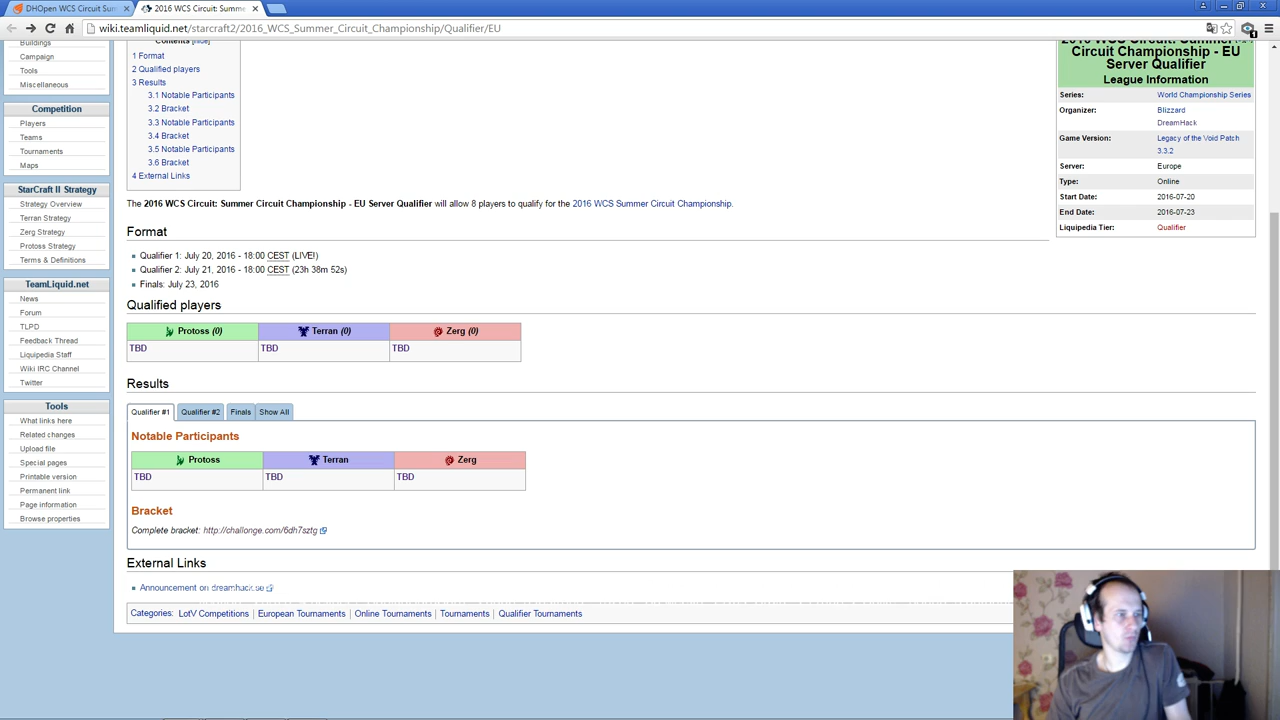 DHOpen WCS Circuit Summ
2016 WCS Circuit: Summe
wiki.teamliquid.net/starcraft2/2016_WCS_Summer_Circuit_Championship/Qualifier/EU
Buildings
Campaign
Tools
Miscellaneous
Competition
Players
Teams
Tournaments
Maps
StarCraft II Strategy
Strategy Overview
Terran Strategy
Zerg Strategy
Protoss Strategy
Terms & Definitions
TeamLiquid.net
News
Forum
TLPD
Feedback Thread
Liquipedia Staff
Wiki IRC Channel
Twitter
Tools
What links here
Related changes
Upload file
Special pages
Printable version
Permanent link
Page information
Browse properties
Contents [hide]
1 Format
2 Qualified players
3 Results
3.1 Notable Participants
3.2 Bracket
3.3 Notable Participants
3.4 Bracket
3.5 Notable Participants
3.6 Bracket
4 External Links
2016 WCS Circuit: Summer
Circuit Championship - EU
Server Qualifier
League Information
Series: World Championship Series
Organizer: Blizzard
DreamHack
Game Version: Legacy of the Void Patch
3.3.2
Server: Europe
Type: Online
Start Date: 2016-07-20
End Date: 2016-07-23
Liquipedia Tier: Qualifier
The 2016 WCS Circuit: Summer Circuit Championship - EU Server Qualifier will allow 8 players to qualify for the 2016 WCS Summer Circuit Championship.
Format
Qualifier 1: July 20, 2016 - 18:00 CEST (LIVE!)
Qualifier 2: July 21, 2016 - 18:00 CEST (23h 38m 52s)
Finals: July 23, 2016
Qualified players
Protoss (0) Terran (0) Zerg (0)
TBD TBD TBD
Results
Qualifier #1 Qualifier #2 Finals Show All
Notable Participants
Protoss Terran Zerg
TBD TBD TBD
Bracket
Complete bracket: http://challonge.com/6dh7sztg
External Links
Announcement on dreamhack.se
Categories: LotV Competitions | European Tournaments | Online Tournaments | Tournaments | Qualifier Tournaments